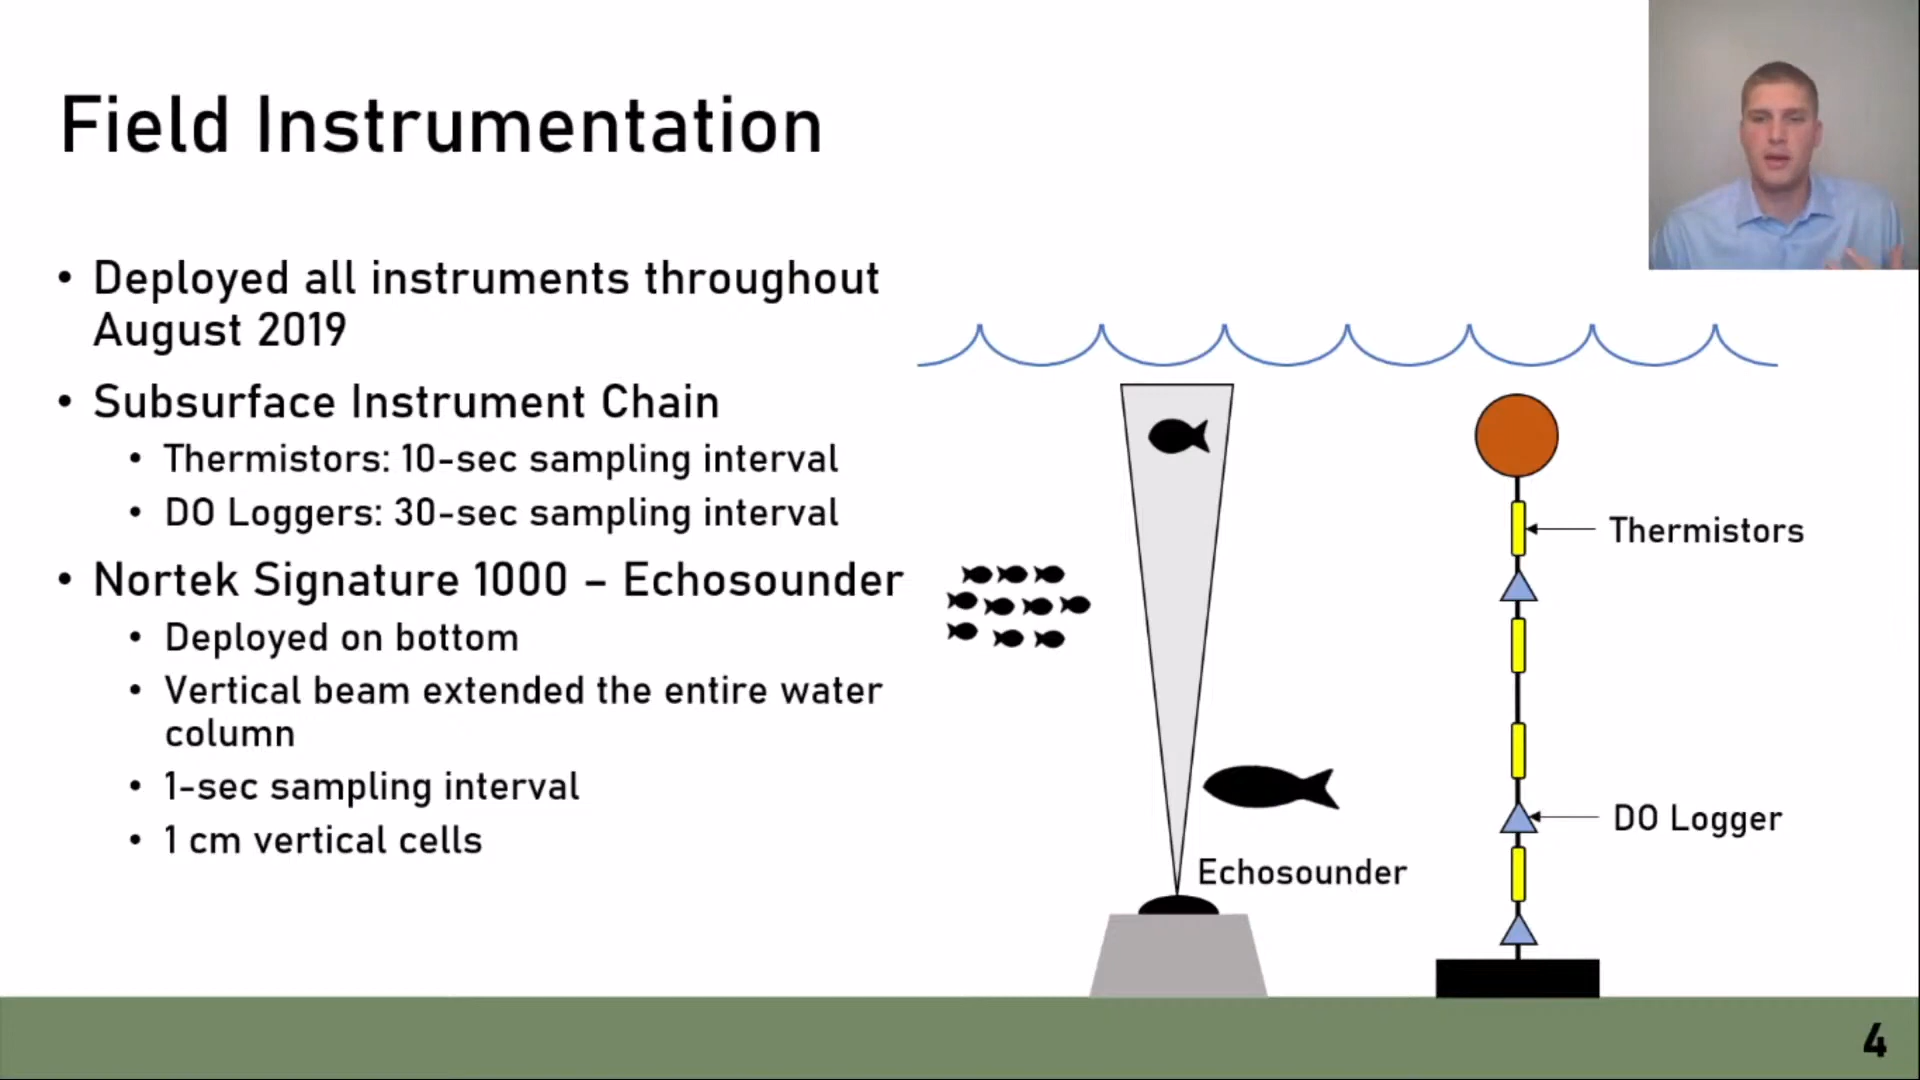 Field Instrumentation
• Deployed all instruments throughout
August 2019
• Subsurface Instrument Chain
• Thermistors: 10-sec sampling interval
• DO Loggers: 30-sec sampling interval
• Nortek Signature 1000 – Echosounder
• Deployed on bottom
• Vertical beam extended the entire water
column
• 1-sec sampling interval
• 1 cm vertical cells
Thermistors
DO Logger
Echosounder
4